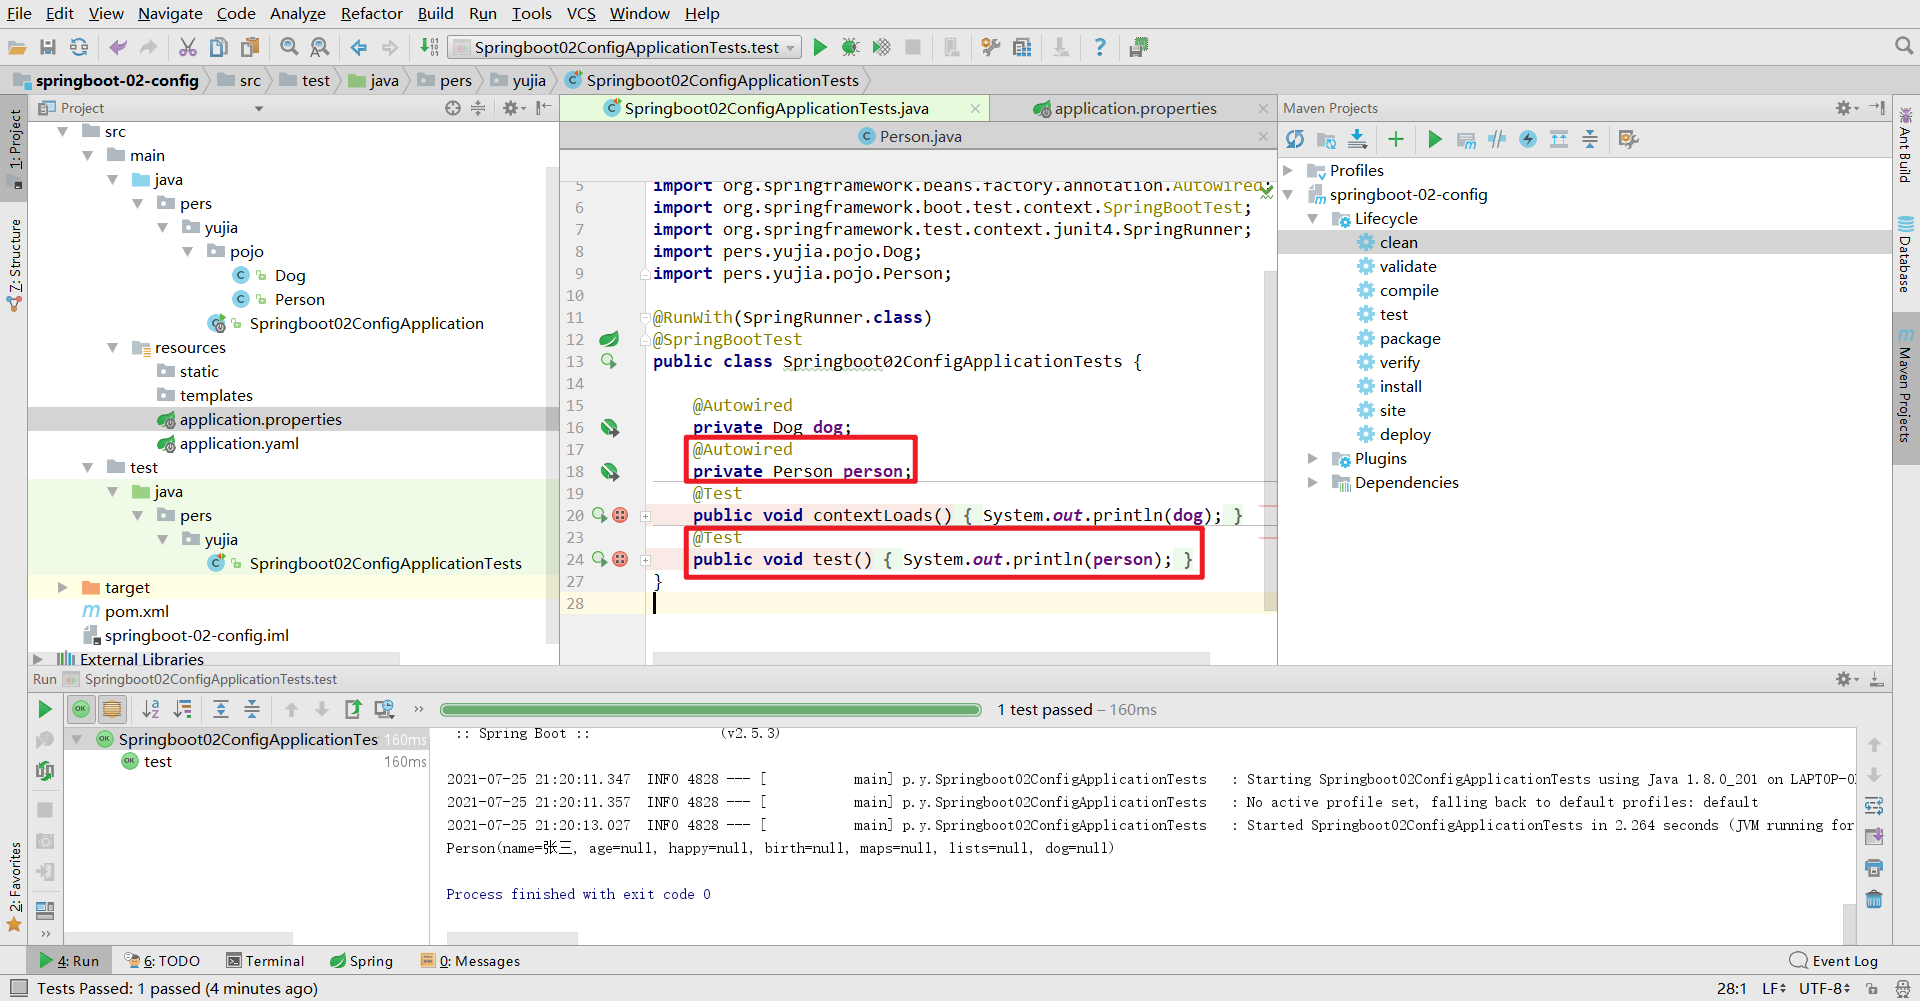 File Edit View Navigate Code Analyze Refactor Build Run Tools VCS Window Help
Springboot02ConfigApplicationTests.test
springboot-02-config src test java pers yujia Springboot02ConfigApplicationTests
1: Project
Z: Structure
2: Favorites
Project
src
main
java
pers
yujia
pojo
Dog
Person
Springboot02ConfigApplication
resources
static
templates
application.properties
application.yaml
test
java
pers
yujia
Springboot02ConfigApplicationTests
target
pom.xml
springboot-02-config.iml
External Libraries
Springboot02ConfigApplicationTests.java application.properties
Person.java
5 import org.springframework.beans.factory.annotation.Autowired;
6 import org.springframework.boot.test.context.SpringBootTest;
7 import org.springframework.test.context.junit4.SpringRunner;
8 import pers.yujia.pojo.Dog;
9 import pers.yujia.pojo.Person;
10
11 @RunWith(SpringRunner.class)
12 @SpringBootTest
13 public class Springboot02ConfigApplicationTests {
14
15 @Autowired
16 private Dog dog;
17 @Autowired
18 private Person person;
19 @Test
20 public void contextLoads() { System.out.println(dog); }
23 @Test
24 public void test() { System.out.println(person); }
27 }
28
Maven Projects
Profiles
springboot-02-config
Lifecycle
clean
validate
compile
test
package
verify
install
site
deploy
Plugins
Dependencies
Ant Build
Database
Maven Projects
Run Springboot02ConfigApplicationTests.test
1 test passed – 160ms
Springboot02ConfigApplicationTes 160ms
test 160ms
:: Spring Boot :: (v2.5.3)
2021-07-25 21:20:11.347 INFO 4828 --- [ main] p.y.Springboot02ConfigApplicationTests : Starting Springboot02ConfigApplicationTests using Java 1.8.0_201 on LAPTOP-0
2021-07-25 21:20:11.357 INFO 4828 --- [ main] p.y.Springboot02ConfigApplicationTests : No active profile set, falling back to default profiles: default
2021-07-25 21:20:13.027 INFO 4828 --- [ main] p.y.Springboot02ConfigApplicationTests : Started Springboot02ConfigApplicationTests in 2.264 seconds (JVM running for
Person(name=张三, age=null, happy=null, birth=null, maps=null, lists=null, dog=null)
Process finished with exit code 0
4: Run 6: TODO Terminal Spring 0: Messages Event Log
Tests Passed: 1 passed (4 minutes ago) 28:1 LF UTF-8